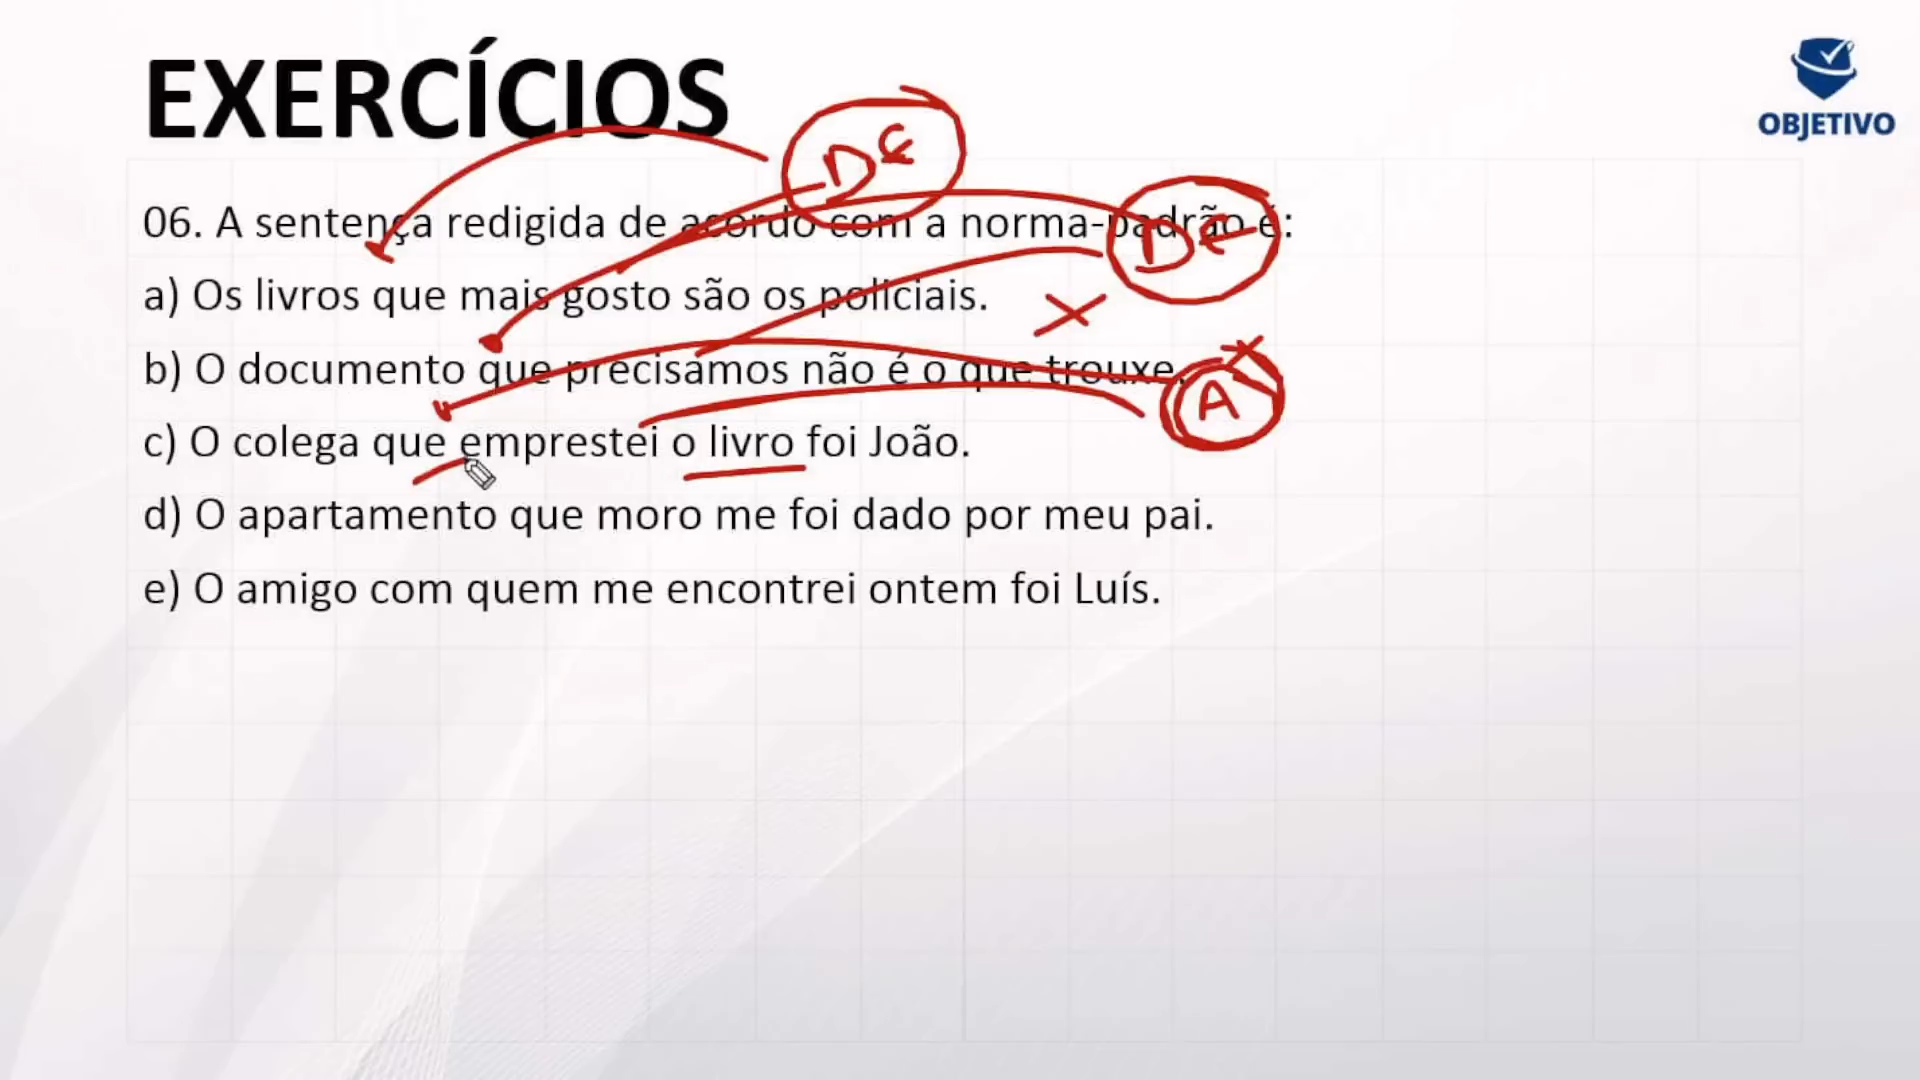 EXERCÍCIOS
OBJETIVO
DE
06. A sentença redigida de acordo com a norma-padrão é:
DE
a) Os livros que mais gosto são os policiais.
b) O documento que precisamos não é o que trouxe.
A
c) O colega que emprestei o livro foi João.
d) O apartamento que moro me foi dado por meu pai.
e) O amigo com quem me encontrei ontem foi Luís.